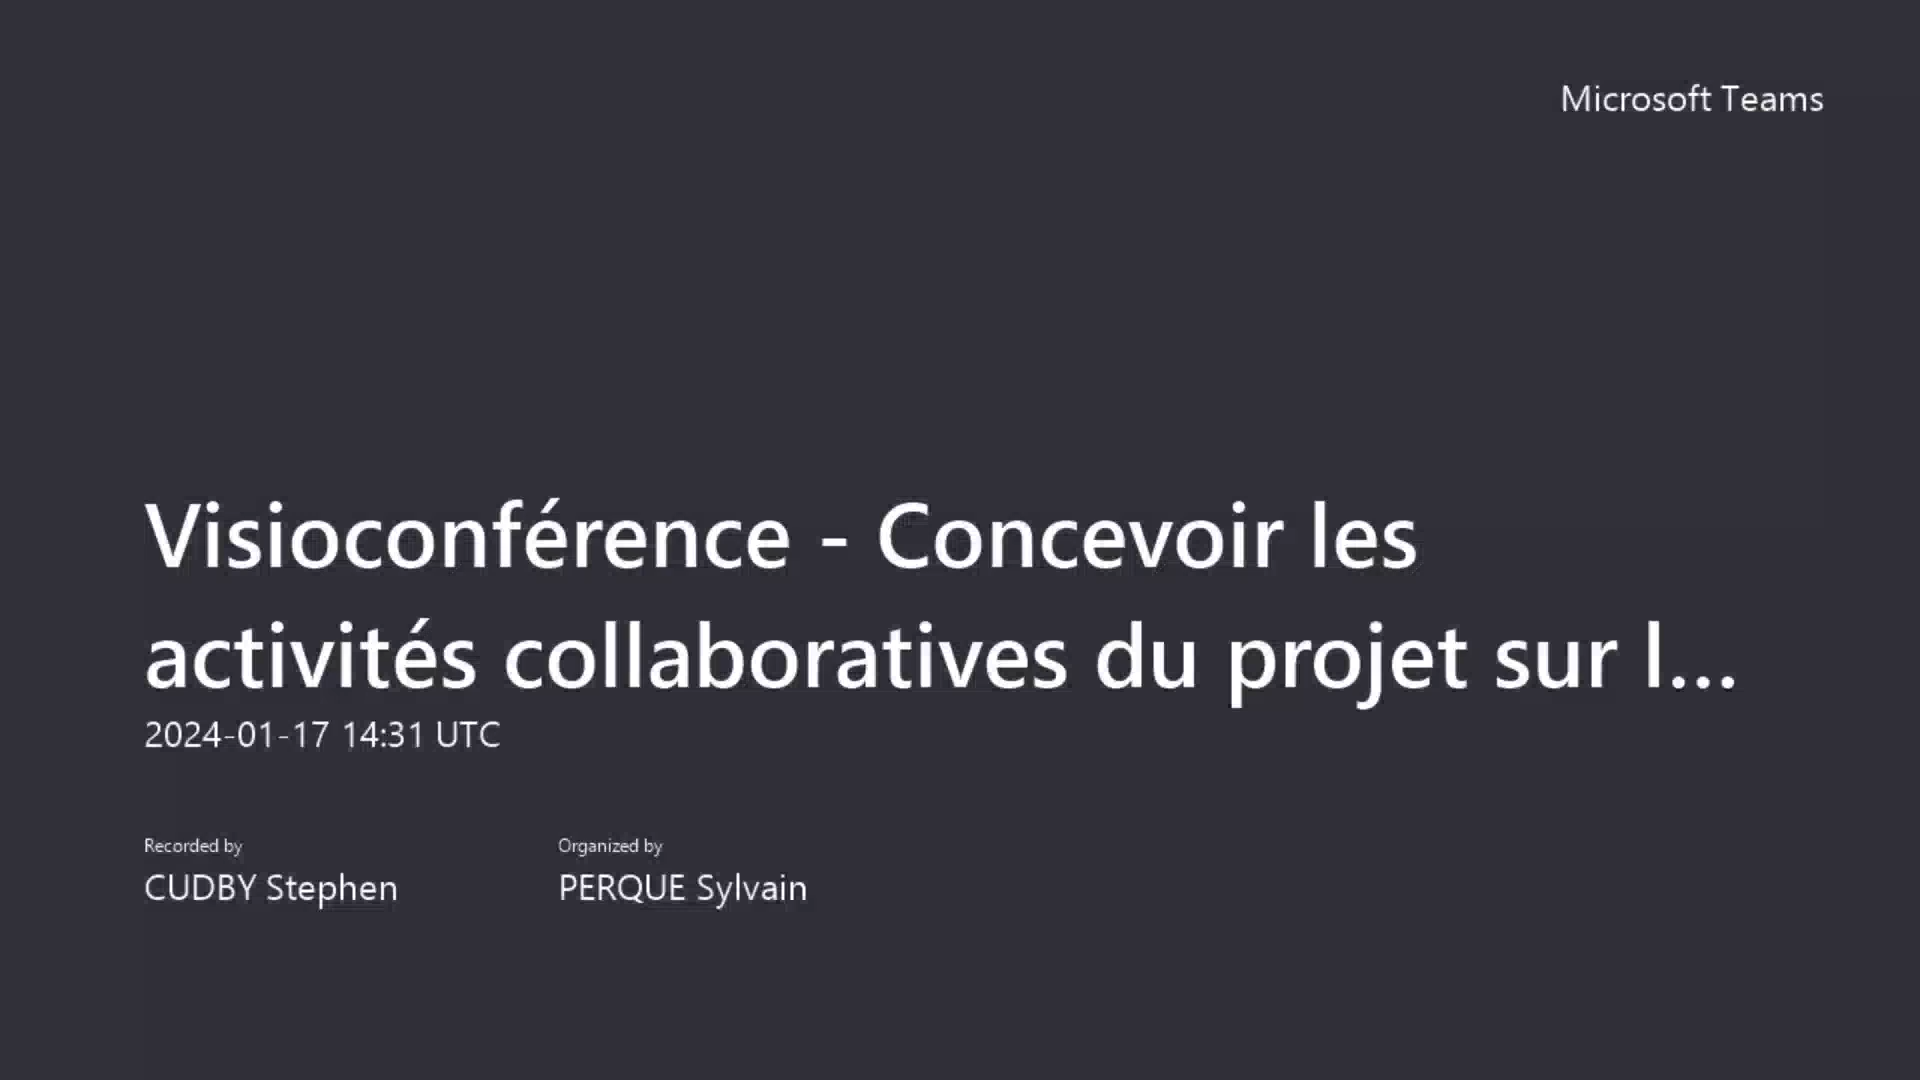 Microsoft Teams
Visioconférence - Concevoir les
activités collaboratives du projet sur l...
2024-01-17 14:31 UTC
Recorded by
CUDBY Stephen
Organized by
PERQUE Sylvain